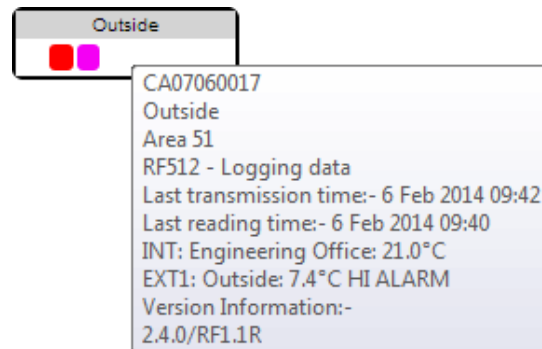 Outside
CA07060017
Outside
Area 51
RF512 - Logging data
Last transmission time:- 6 Feb 2014 09:42
Last reading time:- 6 Feb 2014 09:40
INT: Engineering Office: 21.0°C
EXT1: Outside: 7.4°C HI ALARM
Version Information:-
2.4.0/RF1.1R